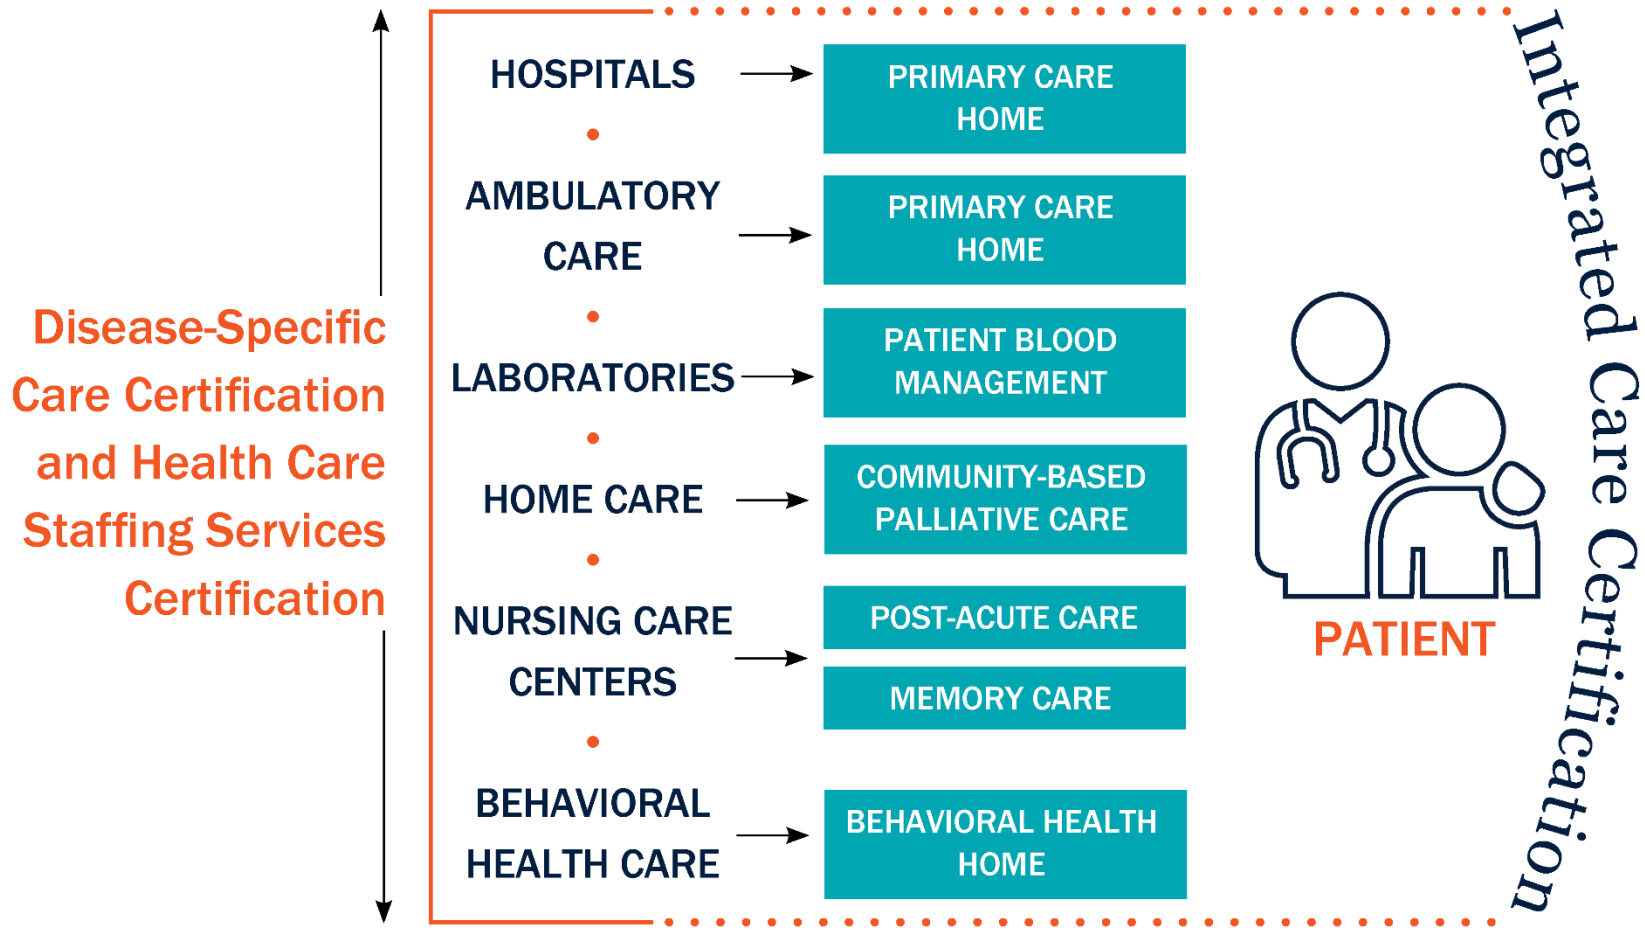 Disease-Specific
Care Certification
and Health Care
Staffing Services
Certification
HOSPITALS
PRIMARY CARE
HOME
AMBULATORY
CARE
PRIMARY CARE
HOME
LABORATORIES
PATIENT BLOOD
MANAGEMENT
HOME CARE
COMMUNITY-BASED
PALLIATIVE CARE
NURSING CARE
CENTERS
POST-ACUTE CARE
MEMORY CARE
BEHAVIORAL
HEALTH CARE
BEHAVIORAL HEALTH
HOME
PATIENT
Integrated Care Certification